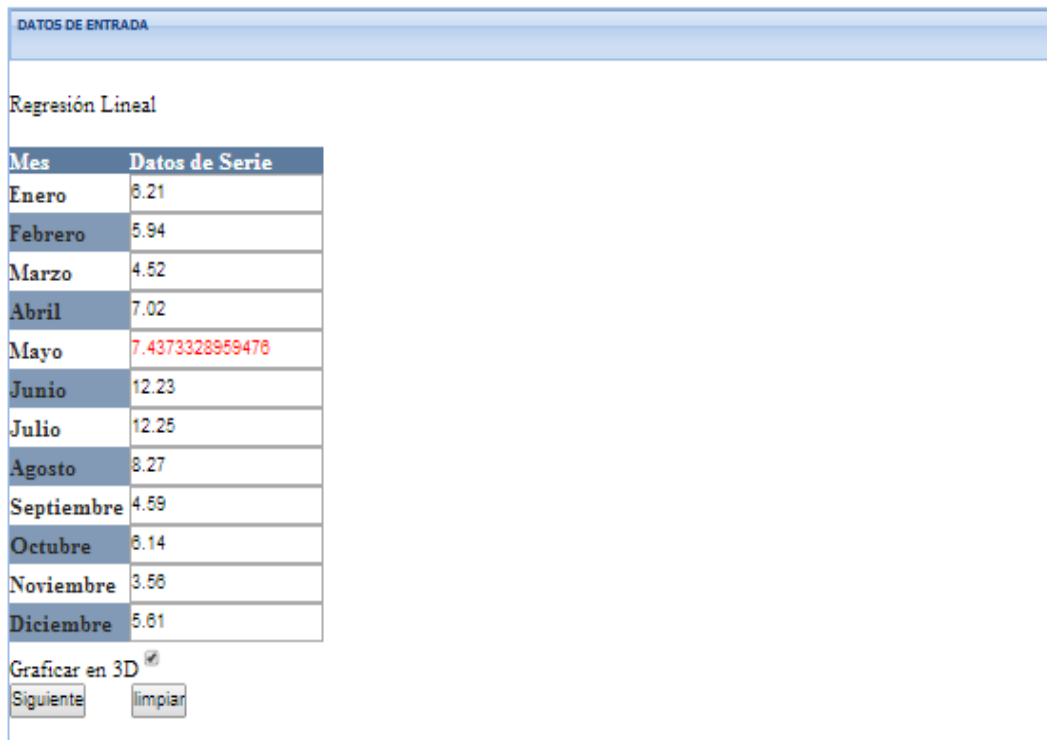 DATOS DE ENTRADA
Regresión Lineal
Mes Datos de Serie
Enero 6.21
Febrero 5.94
Marzo 4.52
Abril 7.02
Mayo 7.4373328959476
Junio 12.23
Julio 12.25
Agosto 8.27
Septiembre 4.59
Octubre 6.14
Noviembre 3.56
Diciembre 5.61
Graficar en 3D
Siguiente limpiar